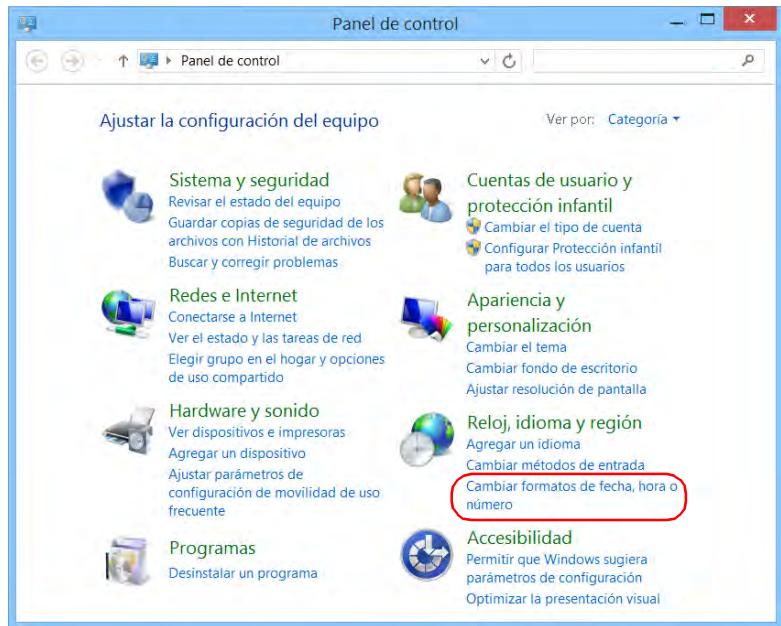 Panel de control
Panel de control
Ajustar la configuración del equipo
Ver por: Categoría
Sistema y seguridad
Revisar el estado del equipo
Guardar copias de seguridad de los
archivos con Historial de archivos
Buscar y corregir problemas
Redes e Internet
Conectarse a Internet
Ver el estado y las tareas de red
Elegir grupo en el hogar y opciones
de uso compartido
Hardware y sonido
Ver dispositivos e impresoras
Agregar un dispositivo
Ajustar parámetros de
configuración de movilidad de uso
frecuente
Programas
Desinstalar un programa
Cuentas de usuario y
protección infantil
Cambiar el tipo de cuenta
Configurar Protección infantil
para todos los usuarios
Apariencia y
personalización
Cambiar el tema
Cambiar fondo de escritorio
Ajustar resolución de pantalla
Reloj, idioma y región
Agregar un idioma
Cambiar métodos de entrada
Cambiar formatos de fecha, hora o
número
Accesibilidad
Permitir que Windows sugiera
parámetros de configuración
Optimizar la presentación visual